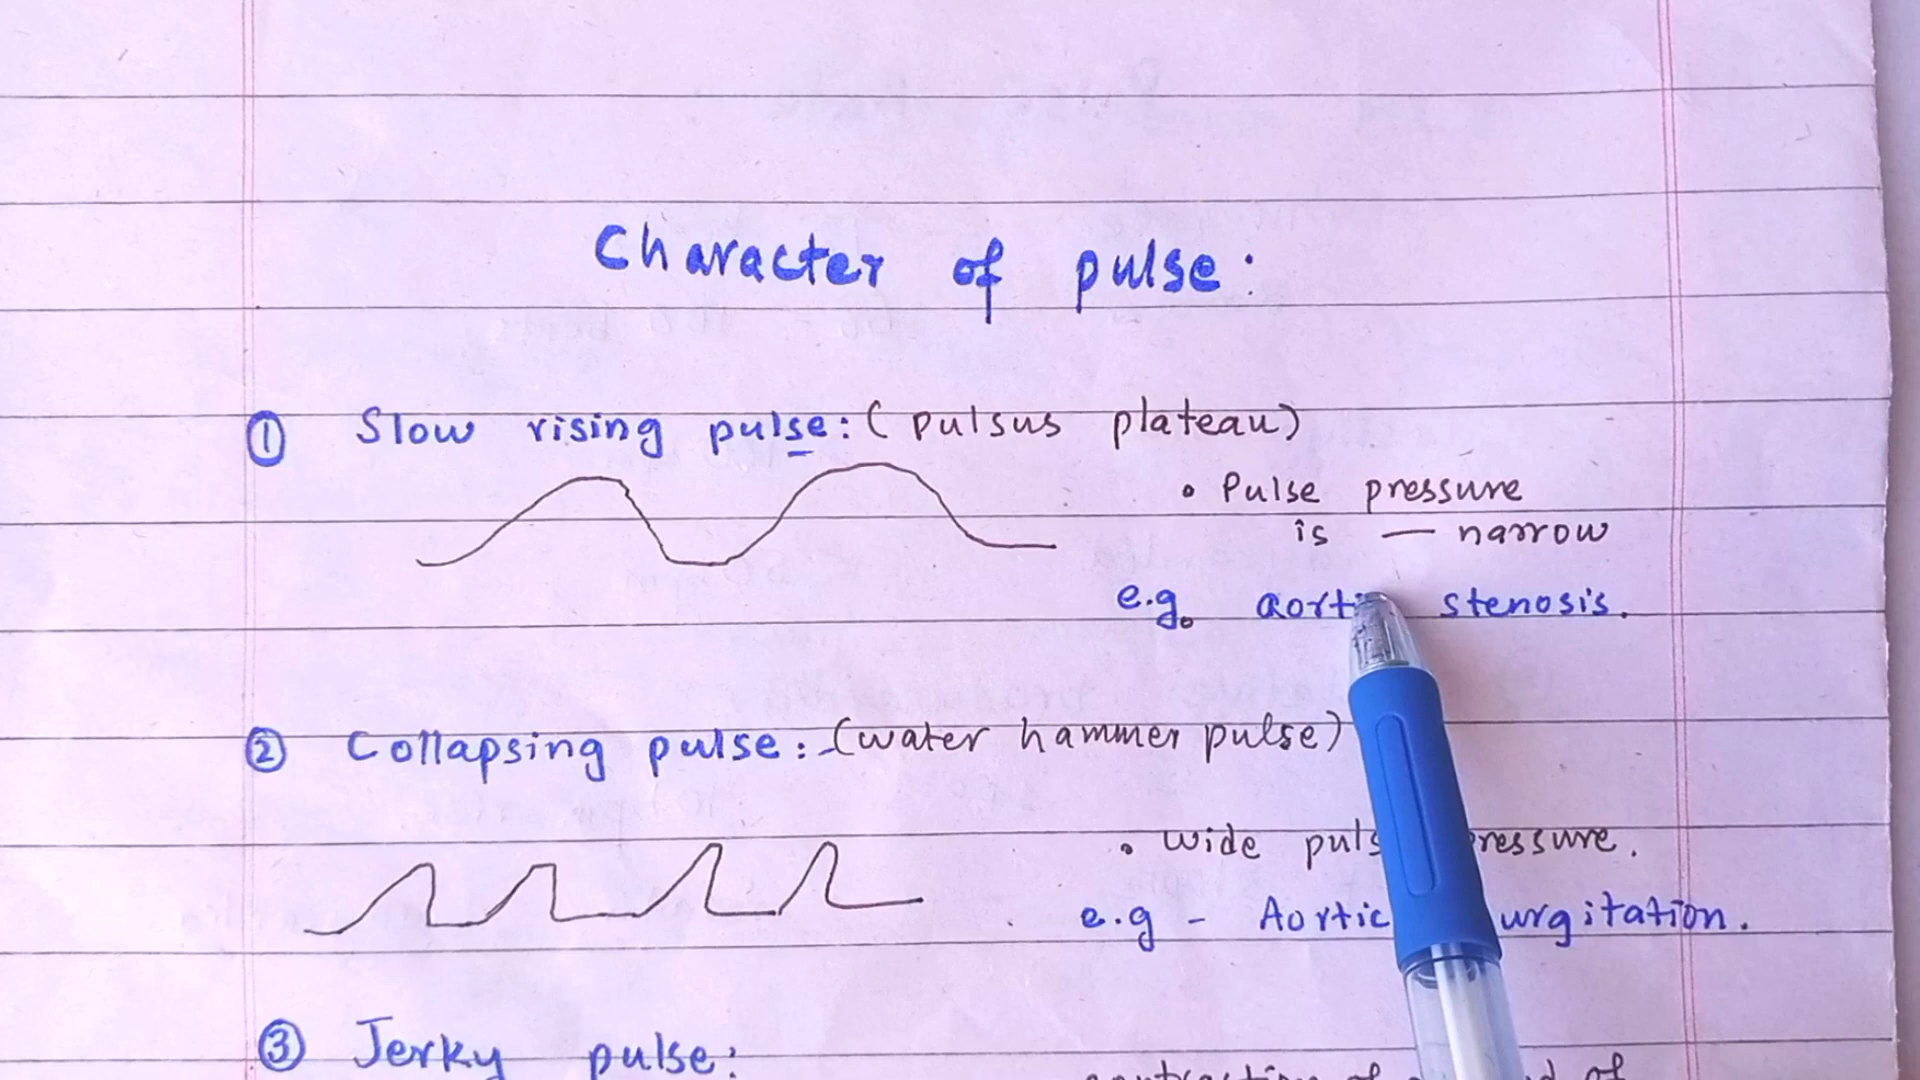 Character of pulse:
① Slow rising pulse: (pulsus plateau)
• Pulse pressure
is — narrow
e.g. stenosis.
② Collapsing pulse:-(water hammer pulse)
• wide pressure.
e.g - Aortic
③ Jerky pulse:
of